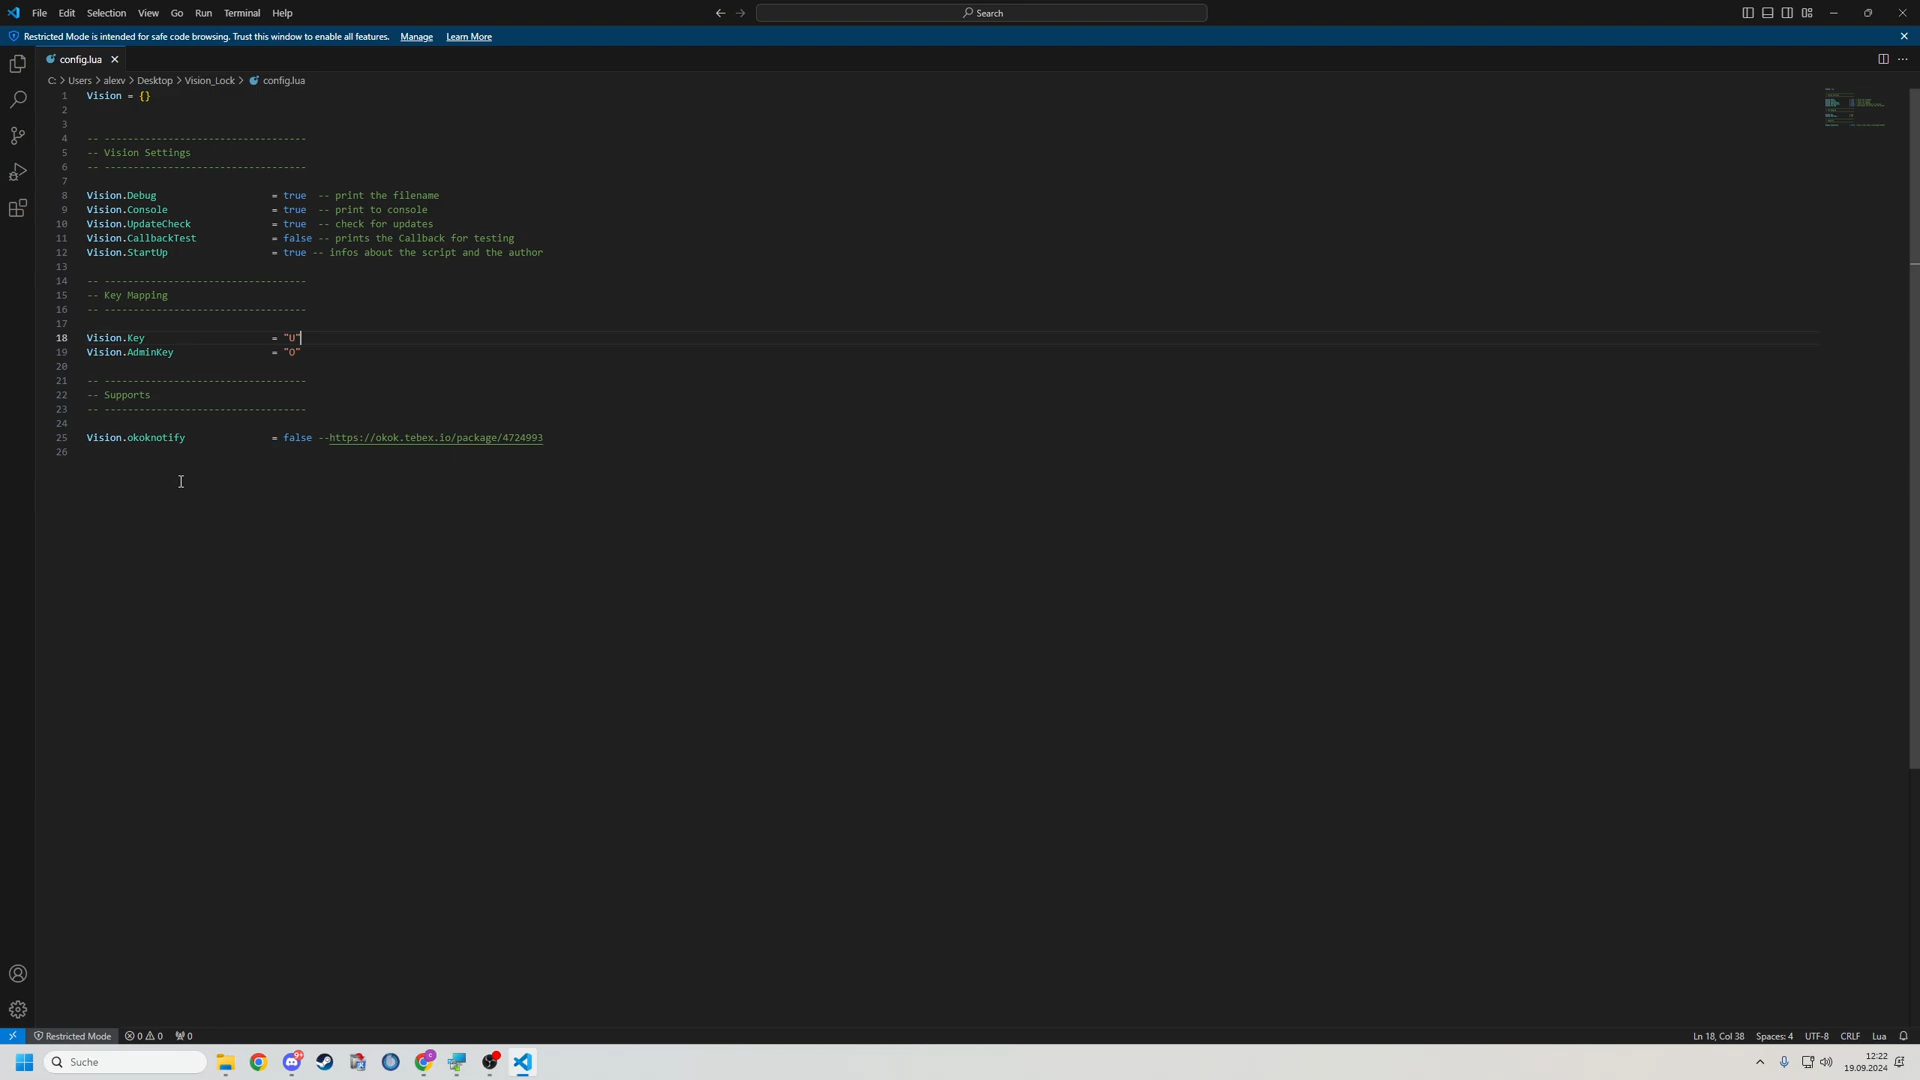 File Edit Selection View Go Run Terminal Help
Search
Restricted Mode is intended for safe code browsing. Trust this window to enable all features. Manage Learn More
config.lua
C: > Users > alexv > Desktop > Vision_Lock > config.lua
1 Vision = {}
2
3
4 -- -----------------------------------
5 -- Vision Settings
6 -- -----------------------------------
7
8 Vision.Debug = true -- print the filename
9 Vision.Console = true -- print to console
10 Vision.UpdateCheck = true -- check for updates
11 Vision.CallbackTest = false -- prints the Callback for testing
12 Vision.StartUp = true -- infos about the script and the author
13
14 -- -----------------------------------
15 -- Key Mapping
16 -- -----------------------------------
17
18 Vision.Key = "U"
19 Vision.AdminKey = "O"
20
21 -- -----------------------------------
22 -- Supports
23 -- -----------------------------------
24
25 Vision.okoknotify = false --https://okok.tebex.io/package/4724993
26
Restricted Mode 0 0 0 Ln 18, Col 38 Spaces: 4 UTF-8 CRLF Lua
Suche 9+ 12:22
19.09.2024